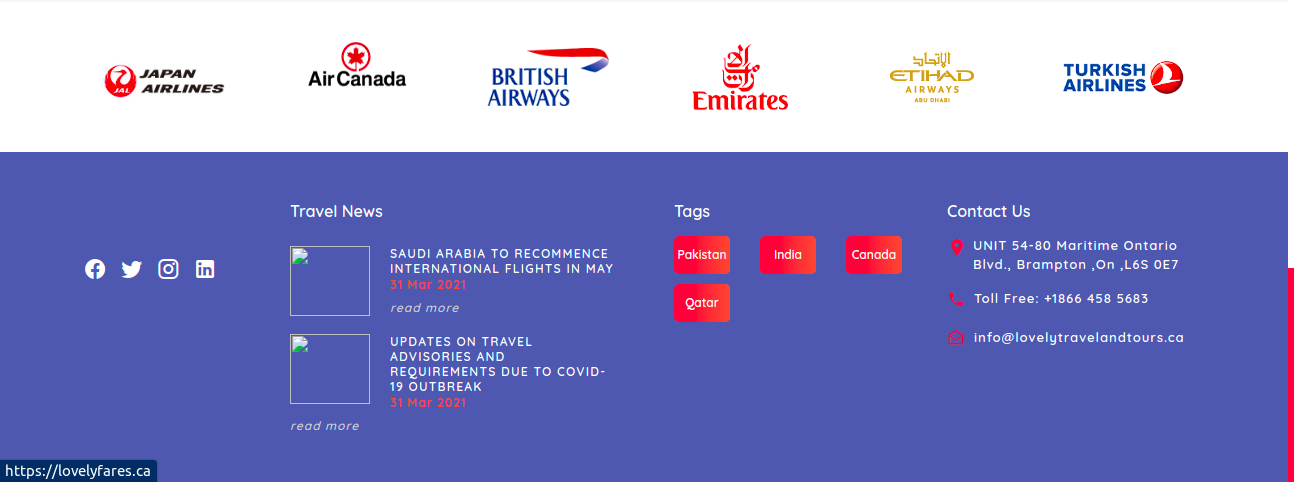 JAPAN
AIRLINES
JAL
Air Canada
BRITISH
AIRWAYS
الإتحاد
Emirates
ETIHAD
AIRWAYS
ABU DHABI
TURKISH
AIRLINES
Travel News
SAUDI ARABIA TO RECOMMENCE
INTERNATIONAL FLIGHTS IN MAY
31 Mar 2021
read more
UPDATES ON TRAVEL
ADVISORIES AND
REQUIREMENTS DUE TO COVID-
19 OUTBREAK
31 Mar 2021
read more
Tags
Pakistan
India
Canada
Qatar
Contact Us
UNIT 54-80 Maritime Ontario
Blvd., Brampton ,On ,L6S 0E7
Toll Free: +1866 458 5683
info@lovelytravelandtours.ca
https://lovelyfares.ca